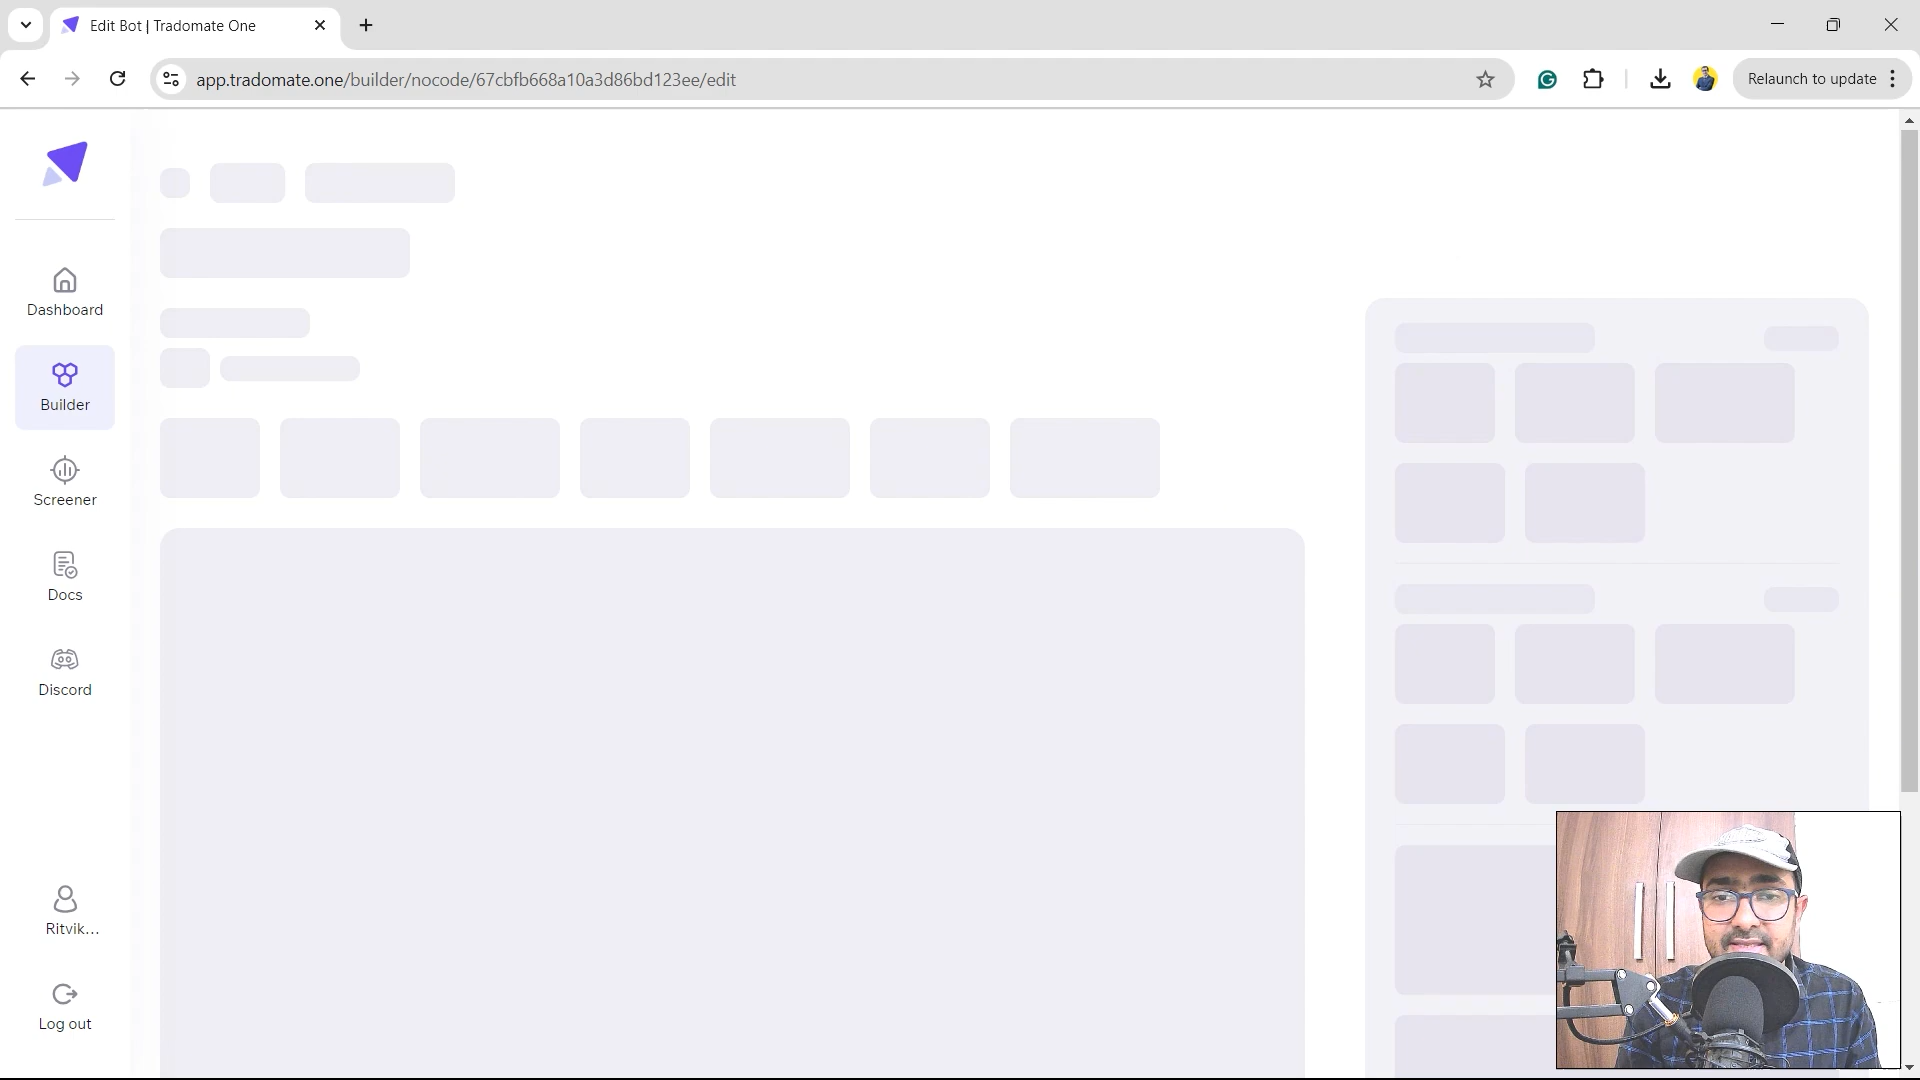 Edit Bot | Tradomate One
app.tradomate.one/builder/nocode/67cbfb668a10a3d86bd123ee/edit
Relaunch to update
Dashboard
Builder
Screener
Docs
Discord
Ritvik...
Log out